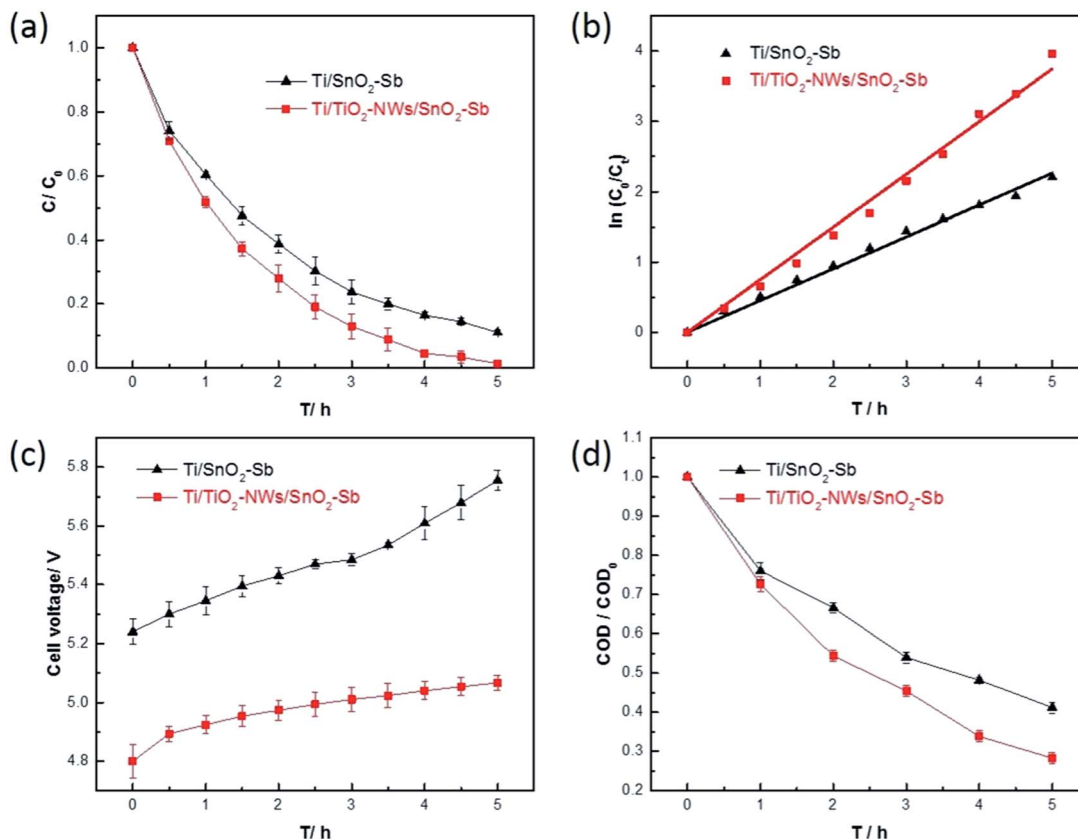 (a)
1.0
0.8
0.6
0.4
0.2
0.0
C/ C₀
Ti/SnO₂-Sb
Ti/TiO₂-NWs/SnO₂-Sb
0 1 2 3 4 5
T/ h
(b)
4
3
2
1
0
ln (C₀/Cₜ)
Ti/SnO₂-Sb
Ti/TiO₂-NWs/SnO₂-Sb
0 1 2 3 4 5
T / h
(c)
5.8
5.6
5.4
5.2
5.0
4.8
Cell voltage/ V
Ti/SnO₂-Sb
Ti/TiO₂-NWs/SnO₂-Sb
0 1 2 3 4 5
T/ h
(d)
1.1
1.0
0.9
0.8
0.7
0.6
0.5
0.4
0.3
0.2
COD / COD₀
Ti/SnO₂-Sb
Ti/TiO₂-NWs/SnO₂-Sb
0 1 2 3 4 5
T / h